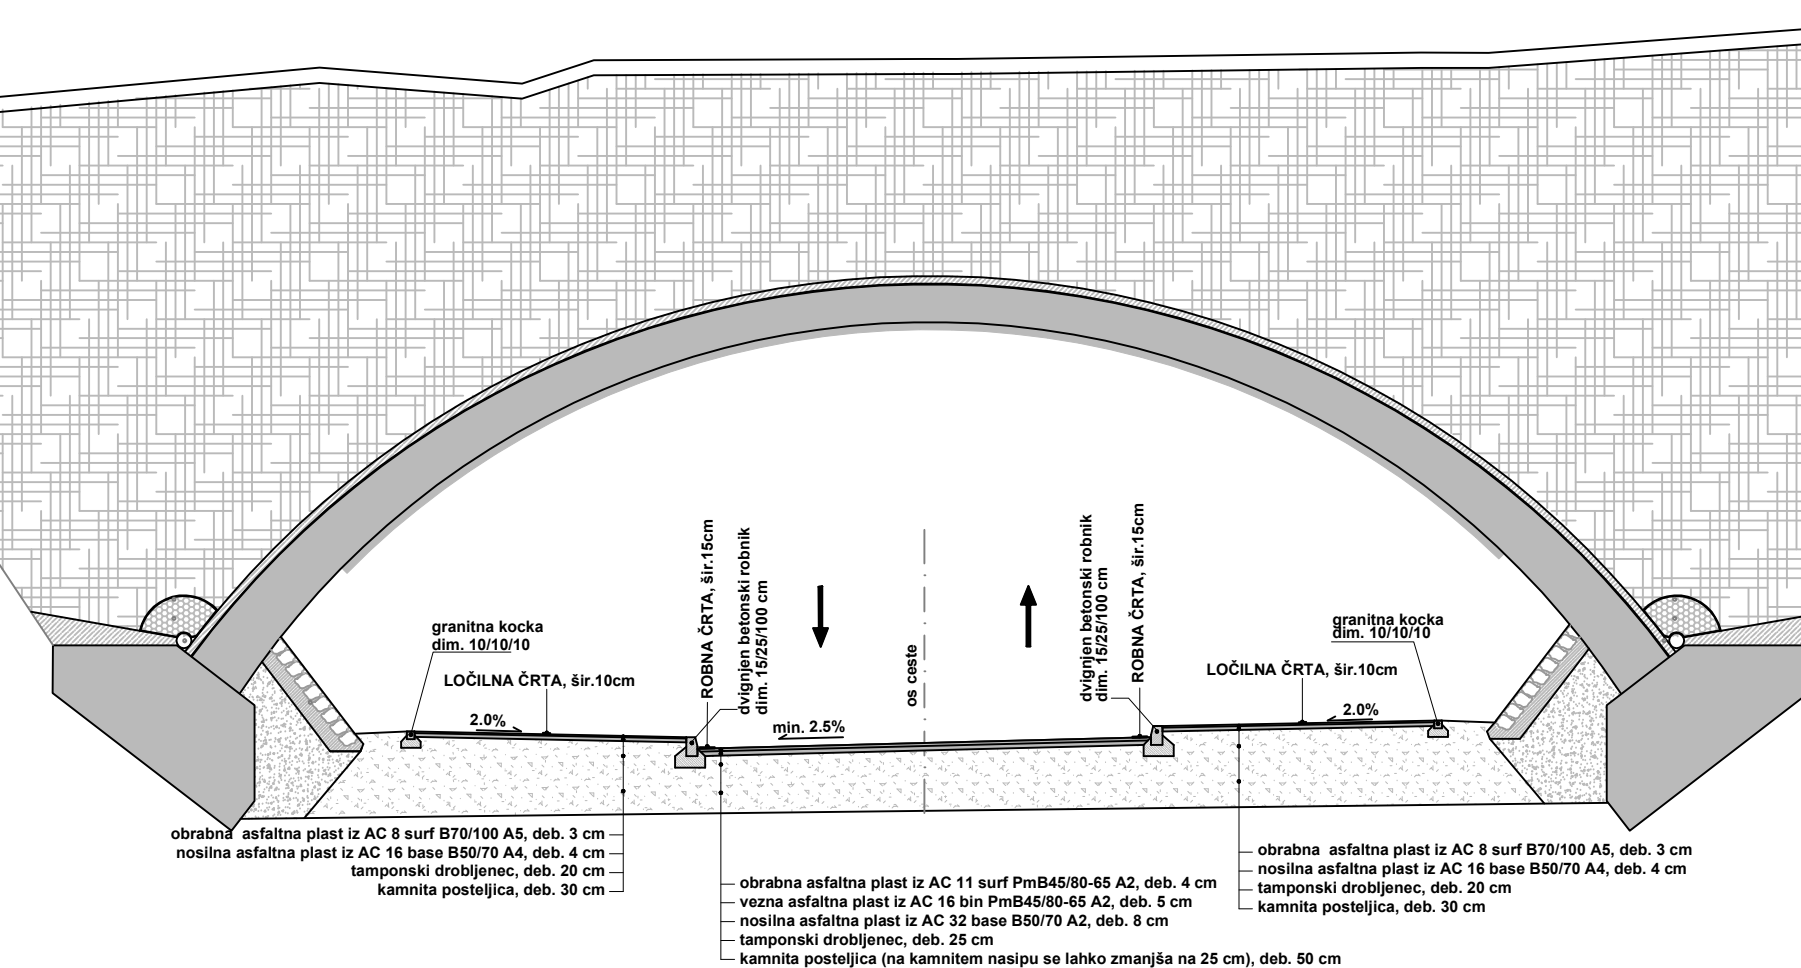 granitna kocka
dim. 10/10/10
LOČILNA ČRTA, šir.10cm
2.0%
ROBNA ČRTA, šir.15cm
dvignjen betonski robnik
dim. 15/25/100 cm
min. 2.5%
os ceste
dvignjen betonski robnik
dim. 15/25/100 cm
ROBNA ČRTA, šir.15cm
granitna kocka
dim. 10/10/10
LOČILNA ČRTA, šir.10cm
2.0%
obrabna asfaltna plast iz AC 8 surf B70/100 A5, deb. 3 cm
nosilna asfaltna plast iz AC 16 base B50/70 A4, deb. 4 cm
tamponski drobljenec, deb. 20 cm
kamnita posteljica, deb. 30 cm
obrabna asfaltna plast iz AC 11 surf PmB45/80-65 A2, deb. 4 cm
vezna asfaltna plast iz AC 16 bin PmB45/80-65 A2, deb. 5 cm
nosilna asfaltna plast iz AC 32 base B50/70 A2, deb. 8 cm
tamponski drobljenec, deb. 25 cm
kamnita posteljica (na kamnitem nasipu se lahko zmanjša na 25 cm), deb. 50 cm
obrabna asfaltna plast iz AC 8 surf B70/100 A5, deb. 3 cm
nosilna asfaltna plast iz AC 16 base B50/70 A4, deb. 4 cm
tamponski drobljenec, deb. 20 cm
kamnita posteljica, deb. 30 cm